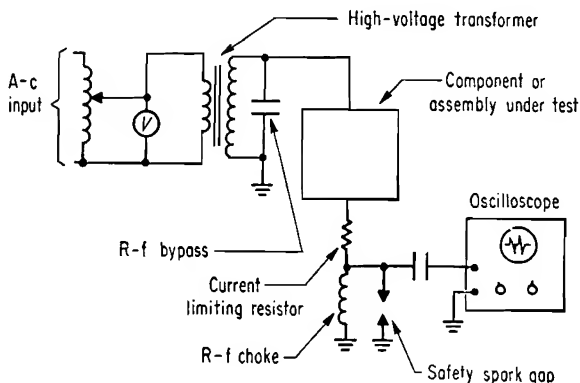 High-voltage transformer
A-c
input
V
Component or
assembly under test
Oscilloscope
R-f bypass
Current
limiting resistor
R-f choke
Safety spark gap